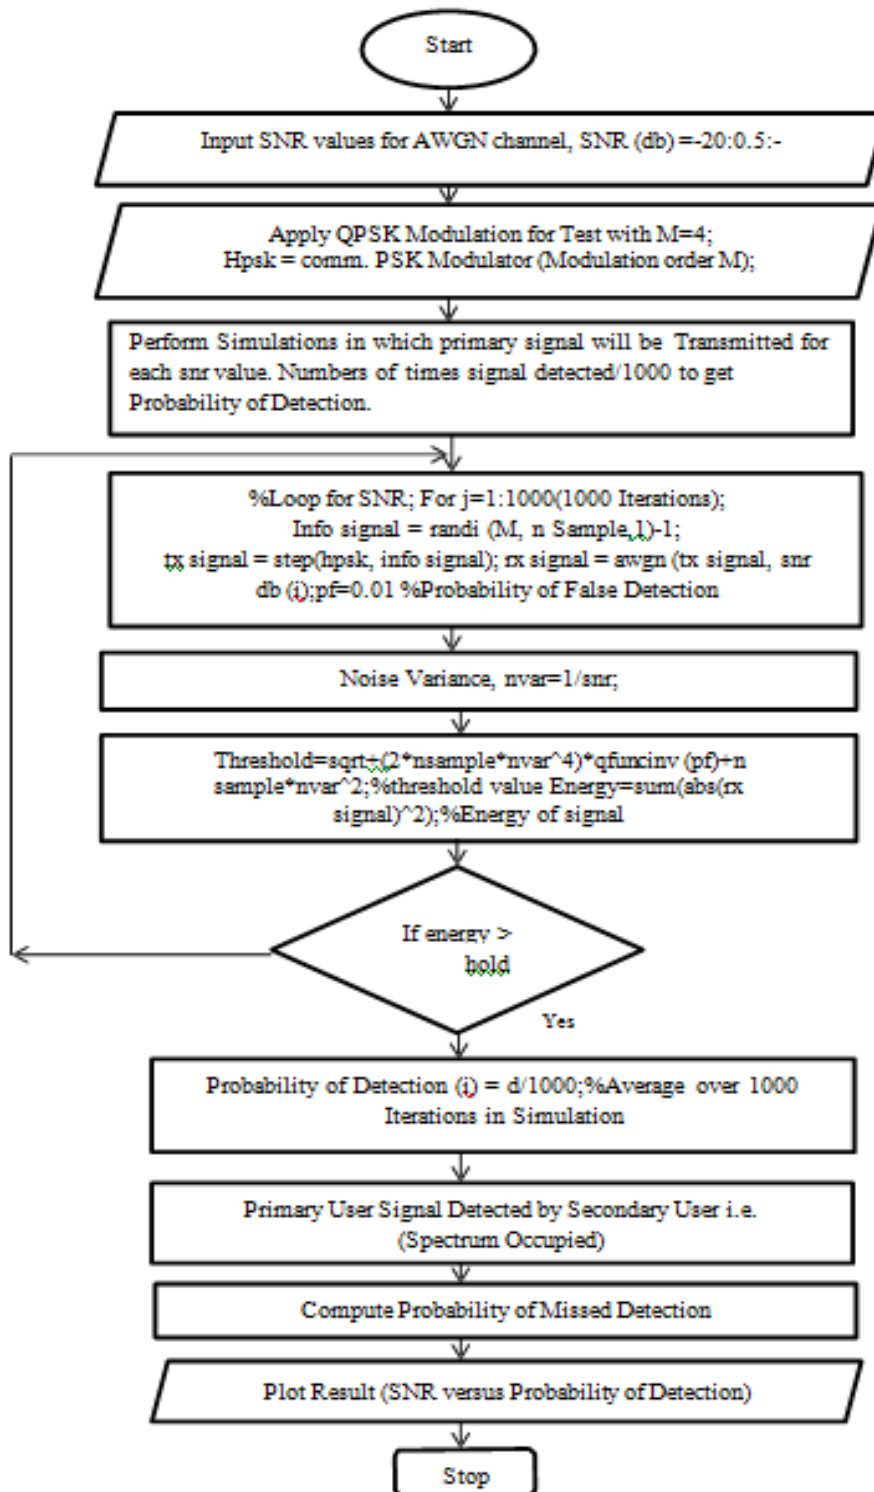 Start
Input SNR values for AWGN channel, SNR (db) =-20:0.5:-
Apply QPSK Modulation for Test with M=4;
Hpsk = comm. PSK Modulator (Modulation order M);
Perform Simulations in which primary signal will be Transmitted for
each snr value. Numbers of times signal detected/1000 to get
Probability of Detection.
%Loop for SNR; For j=1:1000(1000 Iterations);
Info signal = randi (M, n Sample,1)-1;
tx signal = step(hpsk, info signal); rx signal = awgn (tx signal, snr
db (i);pf=0.01 %Probability of False Detection
Noise Variance, nvar=1/snr;
Threshold=sqrt+(2*nsample*nvar^4)*qfuncinv (pf)+n
sample*nvar^2;%threshold value Energy=sum(abs(rx
signal)^2);%Energy of signal
If energy >
hold
Yes
Probability of Detection (i) = d/1000;%Average over 1000
Iterations in Simulation
Primary User Signal Detected by Secondary User i.e.
(Spectrum Occupied)
Compute Probability of Missed Detection
Plot Result (SNR versus Probability of Detection)
Stop